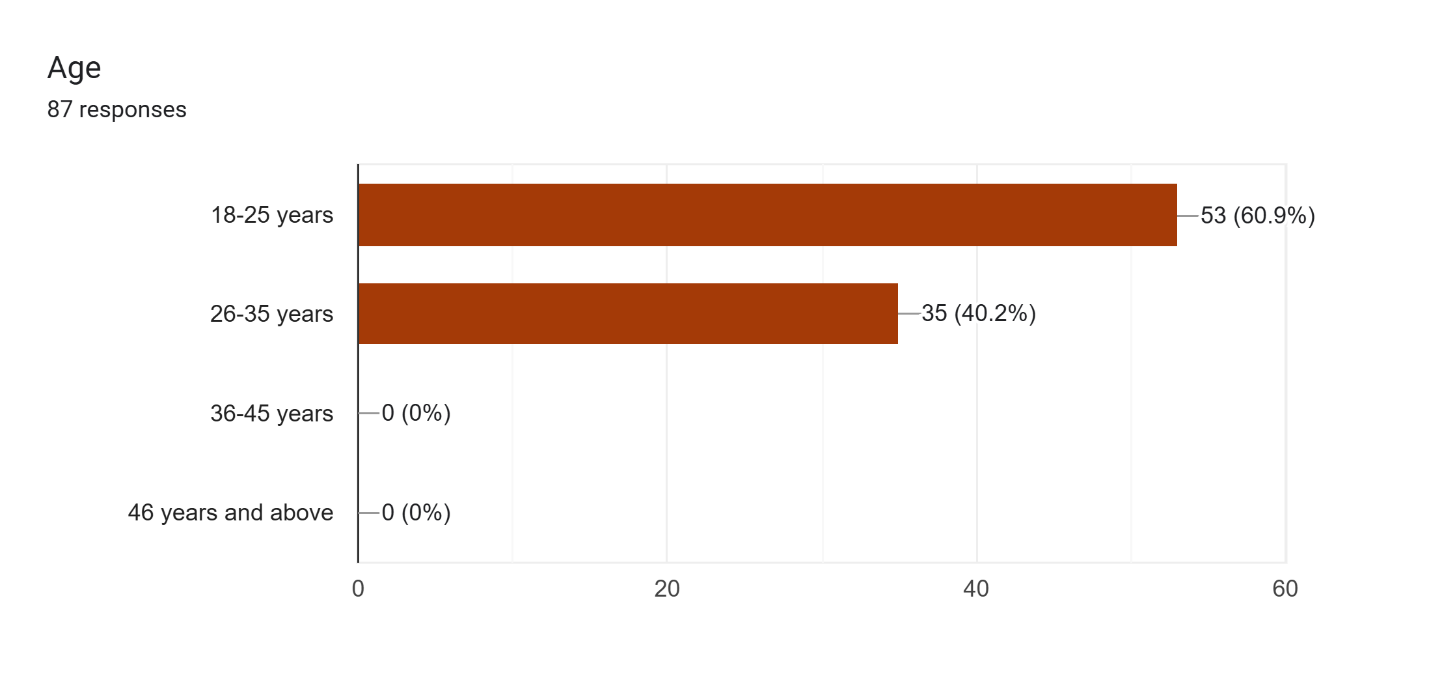 Age
87 responses
18-25 years
53 (60.9%)
26-35 years
35 (40.2%)
36-45 years
0 (0%)
46 years and above
0 (0%)
0
20
40
60